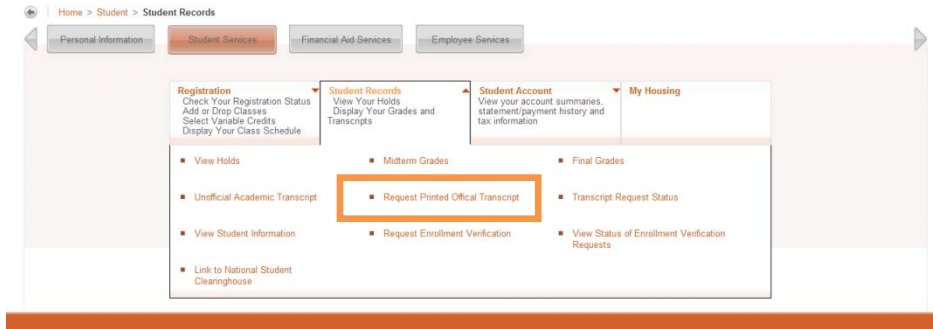 Home > Student > Student Records
Personal Information
Student Services
Financial Aid Services
Employee Services
Registration
Check Your Registration Status
Add or Drop Classes
Select Variable Credits
Display Your Class Schedule
Student Records
View Your Holds
Display Your Grades and
Transcripts
Student Account
View your account summaries,
statement/payment history and
tax information
My Housing
View Holds
Midterm Grades
Final Grades
Unofficial Academic Transcript
Request Printed Offical Transcript
Transcript Request Status
View Student Information
Request Enrollment Verification
View Status of Enrollment Verification
Requests
Link to National Student
Clearinghouse